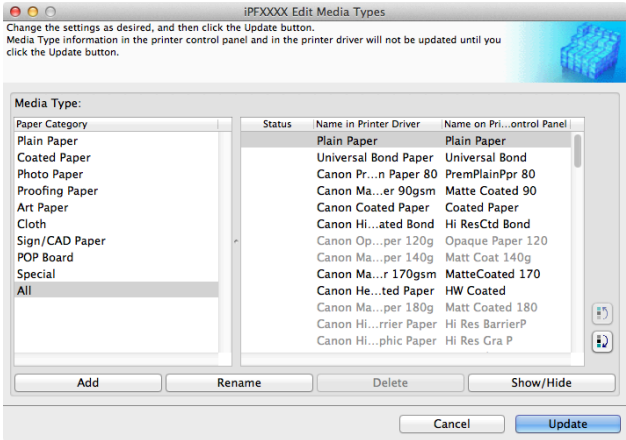 iPFXXXX Edit Media Types
Change the settings as desired, and then click the Update button.
Media Type information in the printer control panel and in the printer driver will not be updated until you
click the Update button.
Media Type:
Paper Category
Plain Paper
Coated Paper
Photo Paper
Proofing Paper
Art Paper
Cloth
Sign/CAD Paper
POP Board
Special
All
Status Name in Printer Driver Name on Pri...ontrol Panel
Plain Paper Plain Paper
Universal Bond Paper Universal Bond
Canon Pr...n Paper 80 PremPlainPpr 80
Canon Ma...er 90gsm Matte Coated 90
Canon Coated Paper Coated Paper
Canon Hi...ated Bond Hi ResCtd Bond
Canon Op...per 120g Opaque Paper 120
Canon Ma...per 140g Matt Coat 140g
Canon Ma...r 170gsm MatteCoated 170
Canon He...ted Paper HW Coated
Canon Ma...per 180g Matt Coated 180
Canon Hi...rrier Paper Hi Res BarrierP
Canon Hi...phic Paper Hi Res Gra P
Add Rename Delete Show/Hide
Cancel Update